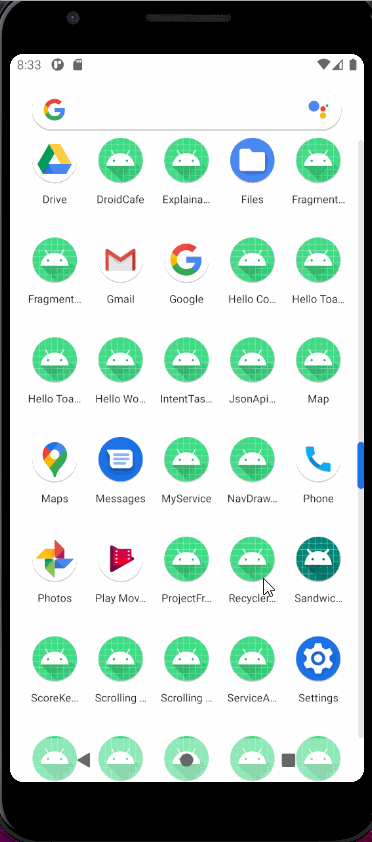 8:33
Drive DroidCafe Explaina... Files Fragment...
Fragment... Gmail Google Hello Co... Hello Toa...
Hello Toa... Hello Wo... IntentTas... JsonApi... Map
Maps Messages MyService NavDraw... Phone
Photos Play Mov... ProjectFr... Recycler... Sandwic...
ScoreKe... Scrolling ... Scrolling ... ServiceA... Settings